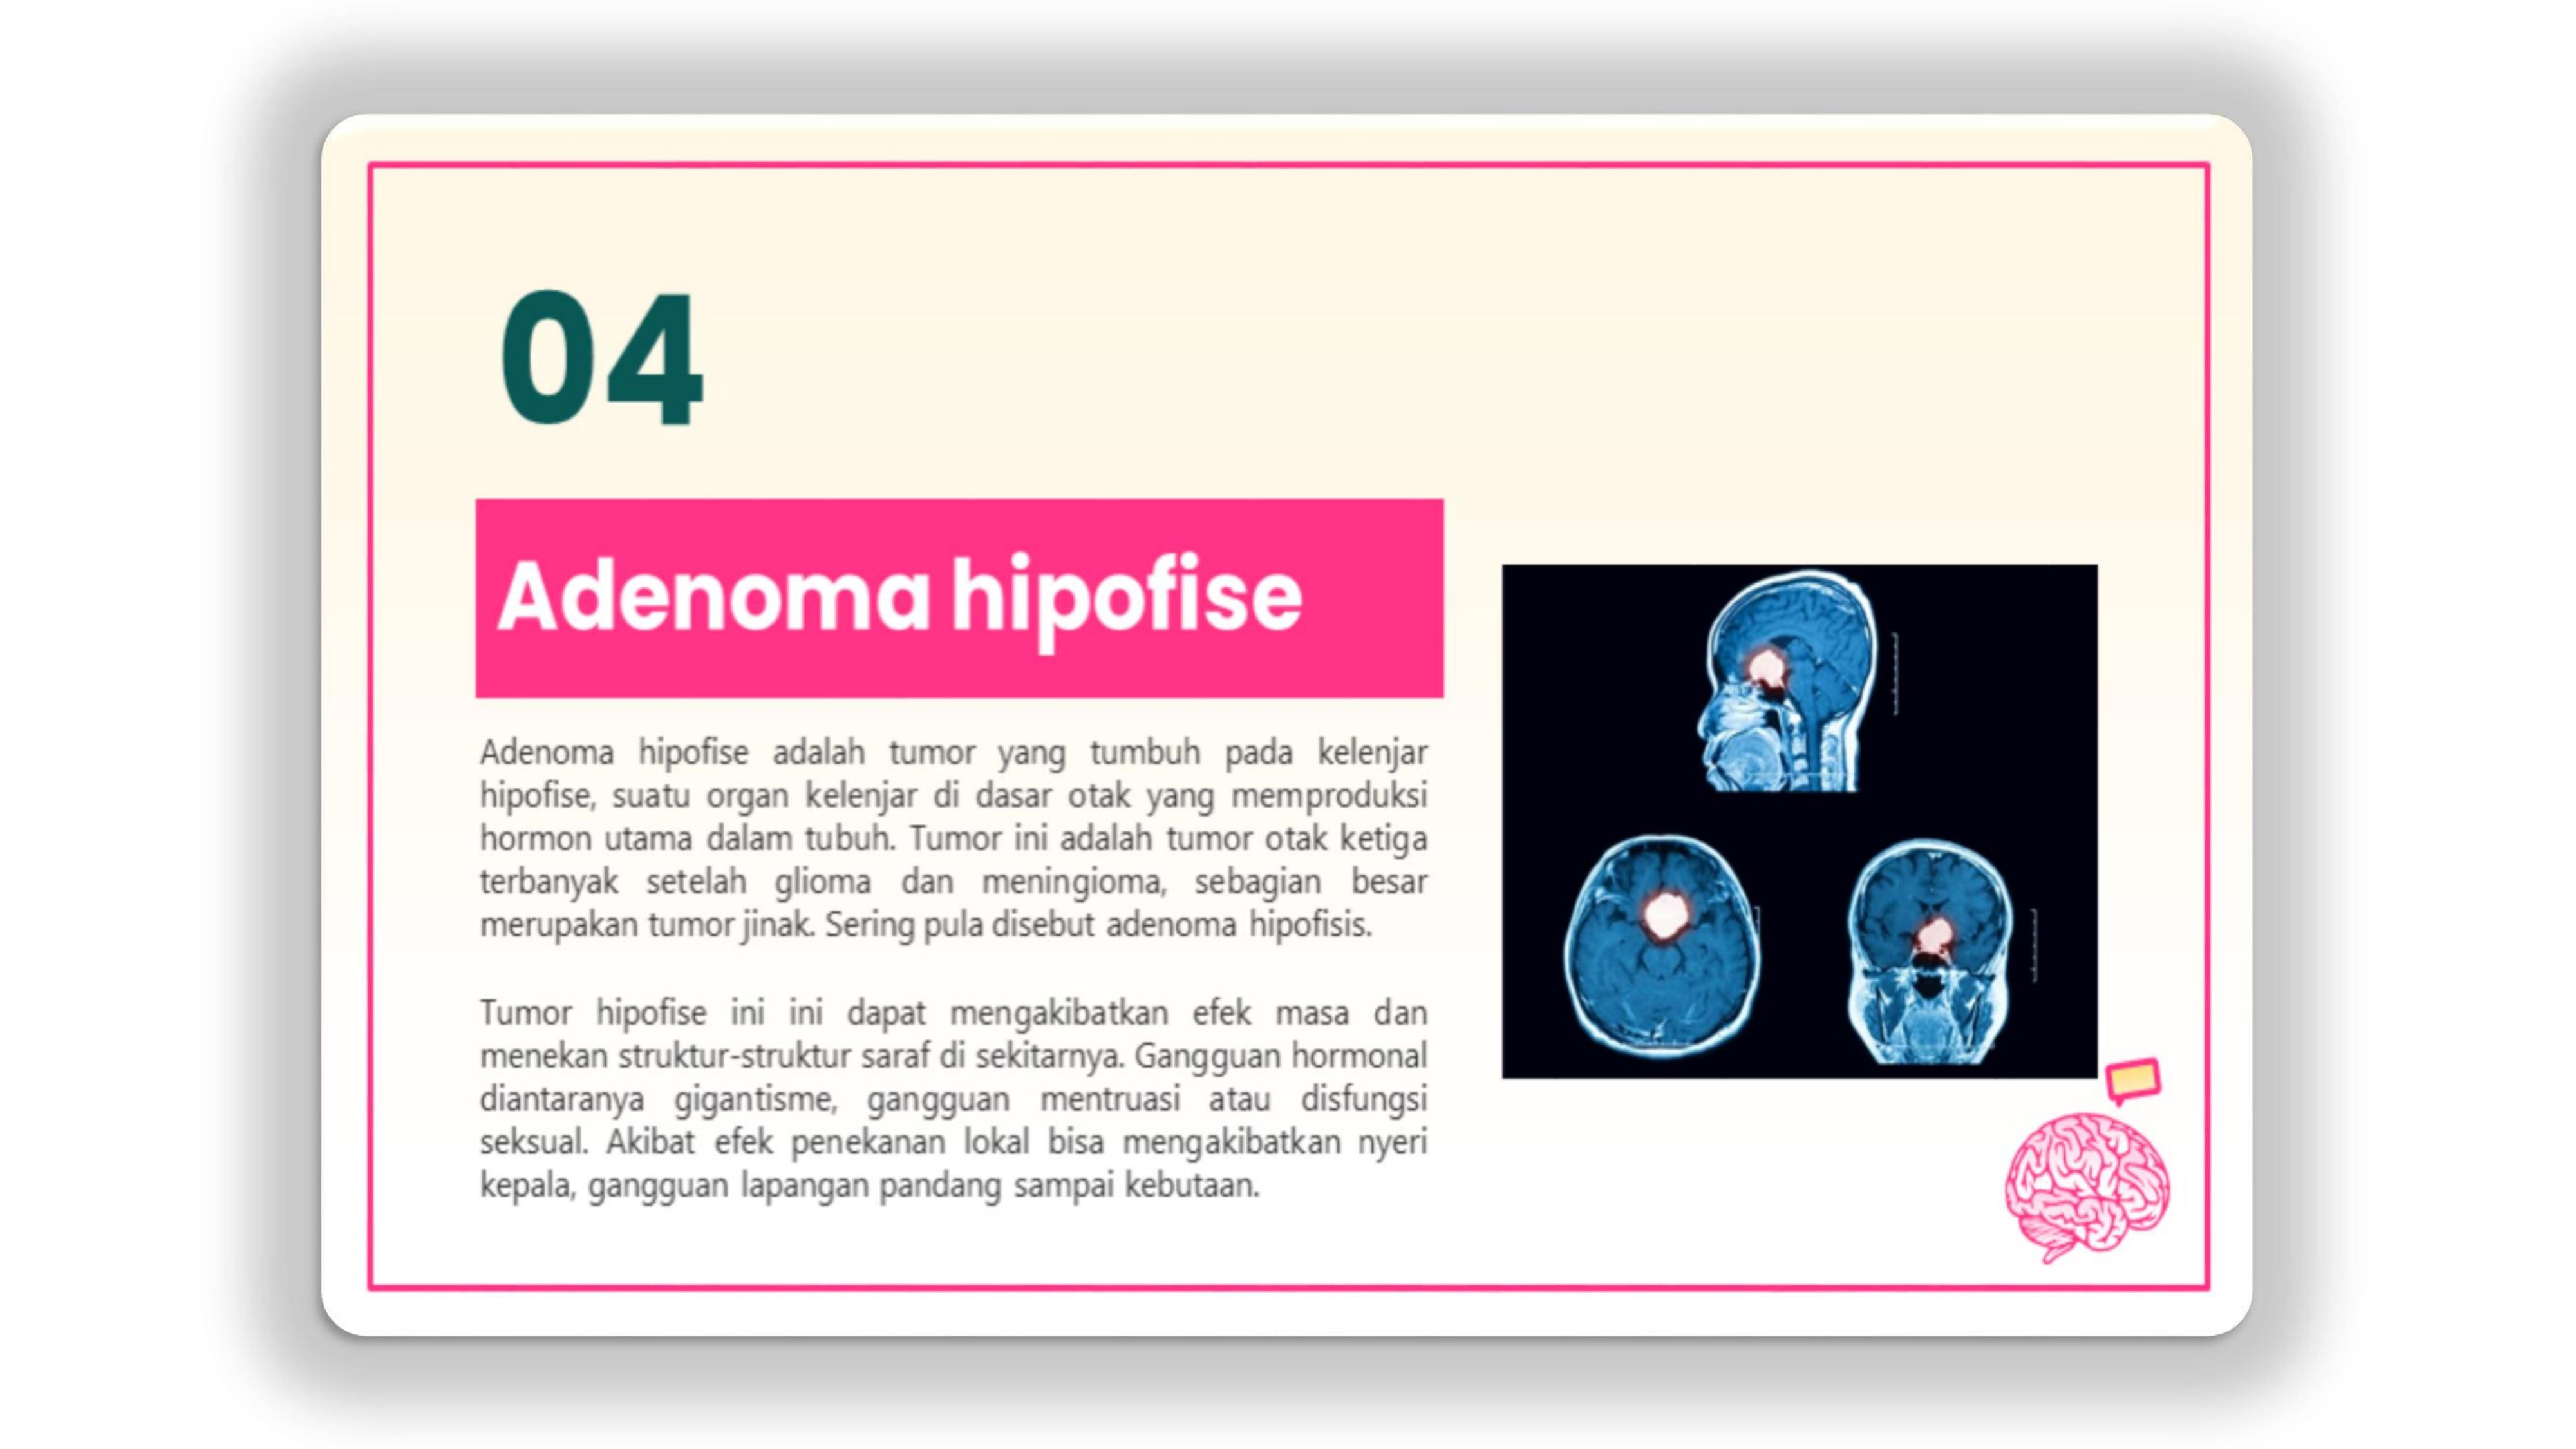 04
Adenoma hipofise
Adenoma hipofise adalah tumor yang tumbuh pada kelenjar
hipofise, suatu organ kelenjar di dasar otak yang memproduksi
hormon utama dalam tubuh. Tumor ini adalah tumor otak ketiga
terbanyak setelah glioma dan meningioma, sebagian besar
merupakan tumor jinak. Sering pula disebut adenoma hipofisis.
Tumor hipofise ini ini dapat mengakibatkan efek masa dan
menekan struktur-struktur saraf di sekitarnya. Gangguan hormonal
diantaranya gigantisme, gangguan mentruasi atau disfungsi
seksual. Akibat efek penekanan lokal bisa mengakibatkan nyeri
kepala, gangguan lapangan pandang sampai kebutaan.